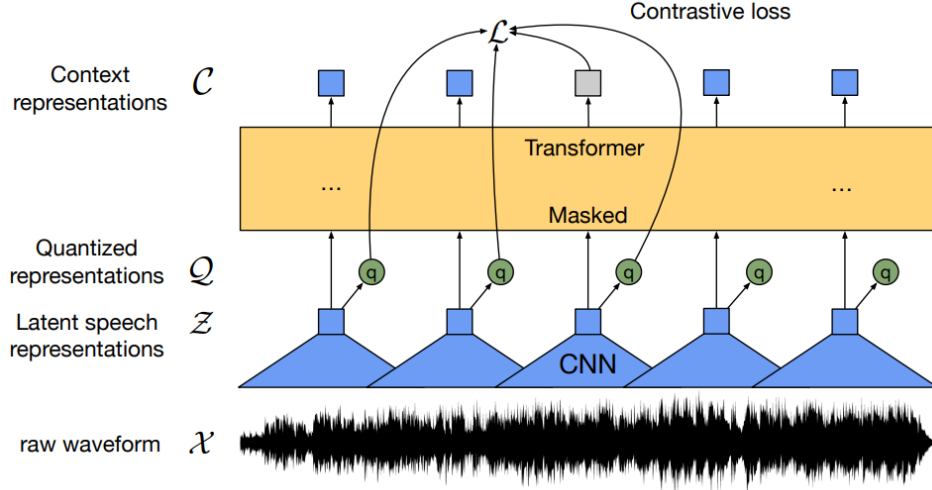 Contrastive loss
ℒ
Context
representations
𝒞
Transformer
...
...
Masked
Quantized
representations
𝒬
q
q
q
q
q
Latent speech
representations
𝒵
CNN
raw waveform
𝒳